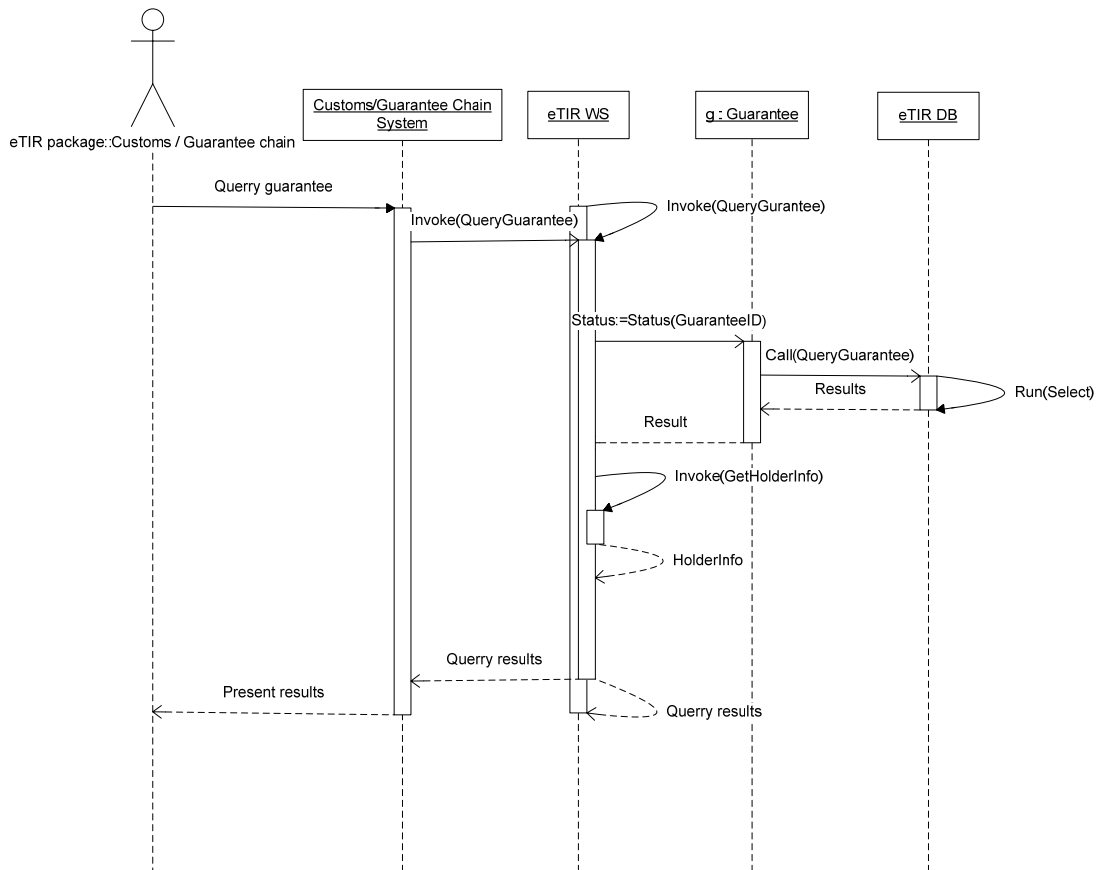 Customs/Guarantee Chain
System
eTIR WS
g : Guarantee
eTIR DB
eTIR package::Customs / Guarantee chain
Querry guarantee
Invoke(QueryGuarantee)
Invoke(QueryGurantee)
Status:=Status(GuaranteeID)
Call(QueryGuarantee)
Results
Run(Select)
Result
Invoke(GetHolderInfo)
HolderInfo
Querry results
Present results
Querry results